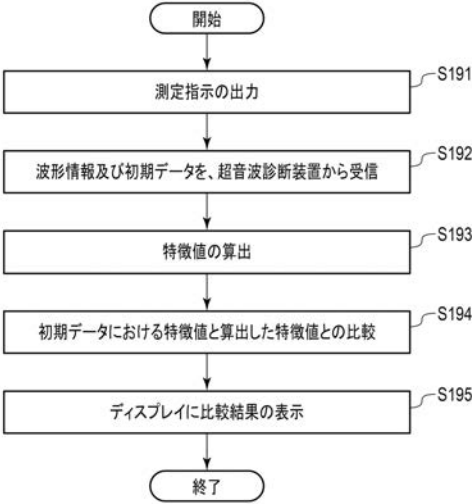 開始
測定指示の出力
S191
波形情報及び初期データを、超音波診断装置から受信
S192
特徴値の算出
S193
初期データにおける特徴値と算出した特徴値との比較
S194
ディスプレイに比較結果の表示
S195
終了